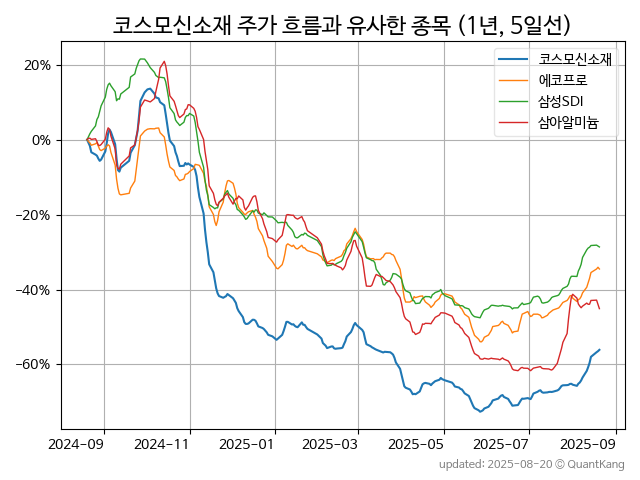 코스모신소재 주가 흐름과 유사한 종목 (1년, 5일선)
코스모신소재
에코프로
삼성SDI
삼아알미늄
20%
0%
−20%
−40%
−60%
2024-09
2024-11
2025-01
2025-03
2025-05
2025-07
2025-09
updated: 2025-08-20 © QuantKang